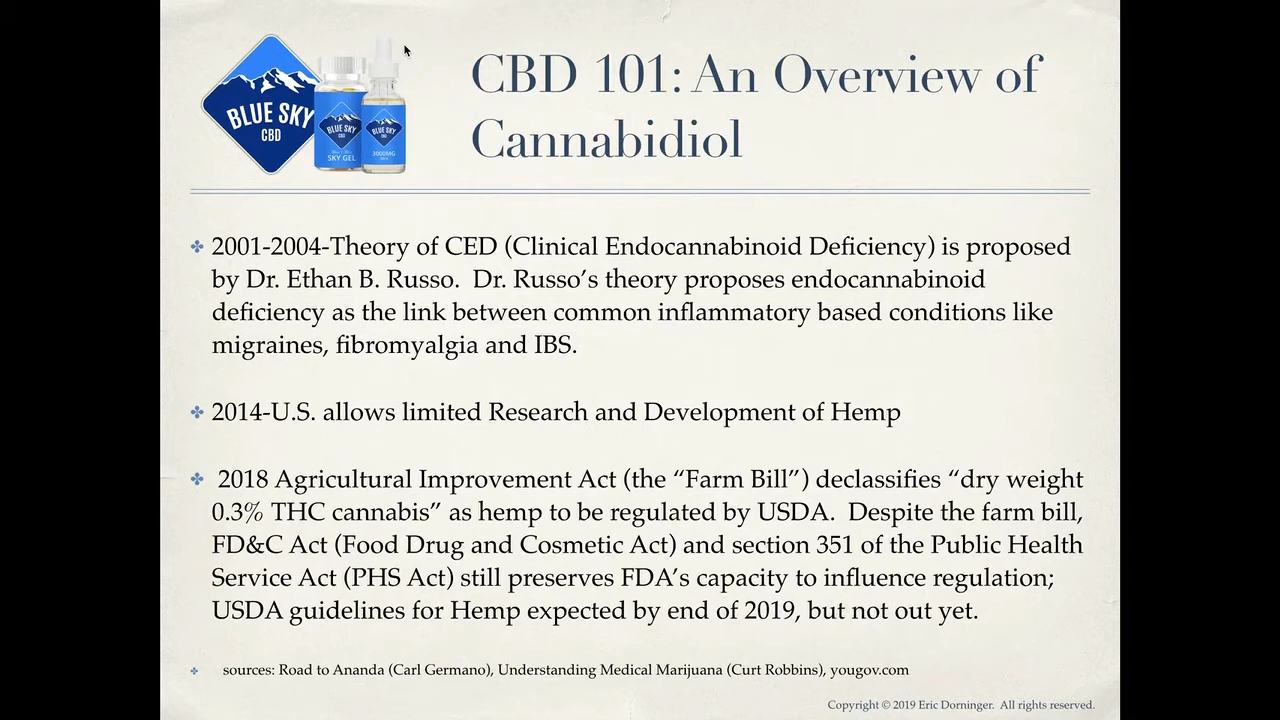 CBD 101: An Overview of
Cannabidiol
BLUE SKY
CBD
BLUE SKY
CBD
SKY GEL
BLUE SKY
CBD
3000MG
2001-2004-Theory of CED (Clinical Endocannabinoid Deficiency) is proposed
by Dr. Ethan B. Russo.  Dr. Russo’s theory proposes endocannabinoid
deficiency as the link between common inflammatory based conditions like
migraines, fibromyalgia and IBS.
2014-U.S. allows limited Research and Development of Hemp
2018 Agricultural Improvement Act (the “Farm Bill”) declassifies “dry weight
0.3% THC cannabis” as hemp to be regulated by USDA.  Despite the farm bill,
FD&C Act (Food Drug and Cosmetic Act) and section 351 of the Public Health
Service Act (PHS Act) still preserves FDA’s capacity to influence regulation;
USDA guidelines for Hemp expected by end of 2019, but not out yet.
sources: Road to Ananda (Carl Germano), Understanding Medical Marijuana (Curt Robbins), yougov.com
Copyright © 2019 Eric Dorninger.  All rights reserved.